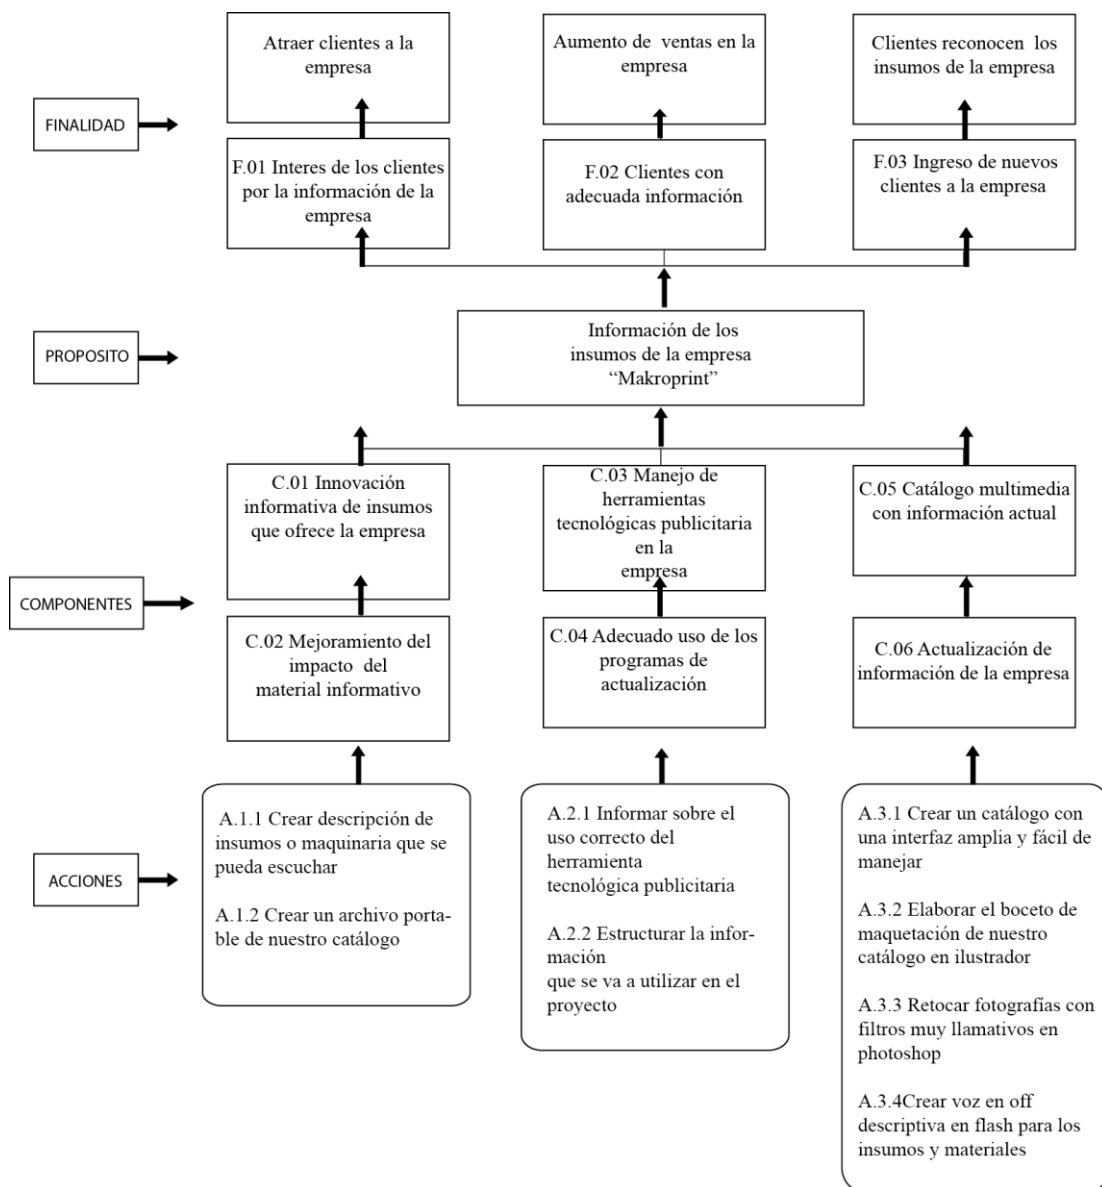 Atraer clientes a la
empresa
Aumento de ventas en la
empresa
Clientes reconocen los
insumos de la empresa
FINALIDAD
F.01 Interes de los clientes
por la información de la
empresa
F.02 Clientes con
adecuada información
F.03 Ingreso de nuevos
clientes a la empresa
PROPOSITO
Información de los
insumos de la empresa
“Makroprint”
C.01 Innovación
informativa de insumos
que ofrece la empresa
C.03 Manejo de
herramientas
tecnológicas publicitaria
en la
empresa
C.05 Catálogo multimedia
con información actual
COMPONENTES
C.02 Mejoramiento del
impacto del
material informativo
C.04 Adecuado uso de los
programas de
actualización
C.06 Actualización de
información de la empresa
ACCIONES
A.1.1 Crear descripción de
insumos o maquinaria que se
pueda escuchar
A.1.2 Crear un archivo porta-
ble de nuestro catálogo
A.2.1 Informar sobre el
uso correcto del
herramienta
tecnológica publicitaria
A.2.2 Estructurar la infor-
mación
que se va a utilizar en el
proyecto
A.3.1 Crear un catálogo con
una interfaz amplia y fácil de
manejar
A.3.2 Elaborar el boceto de
maquetación de nuestro
catálogo en ilustrador
A.3.3 Retocar fotografías con
filtros muy llamativos en
photoshop
A.3.4Crear voz en off
descriptiva en flash para los
insumos y materiales